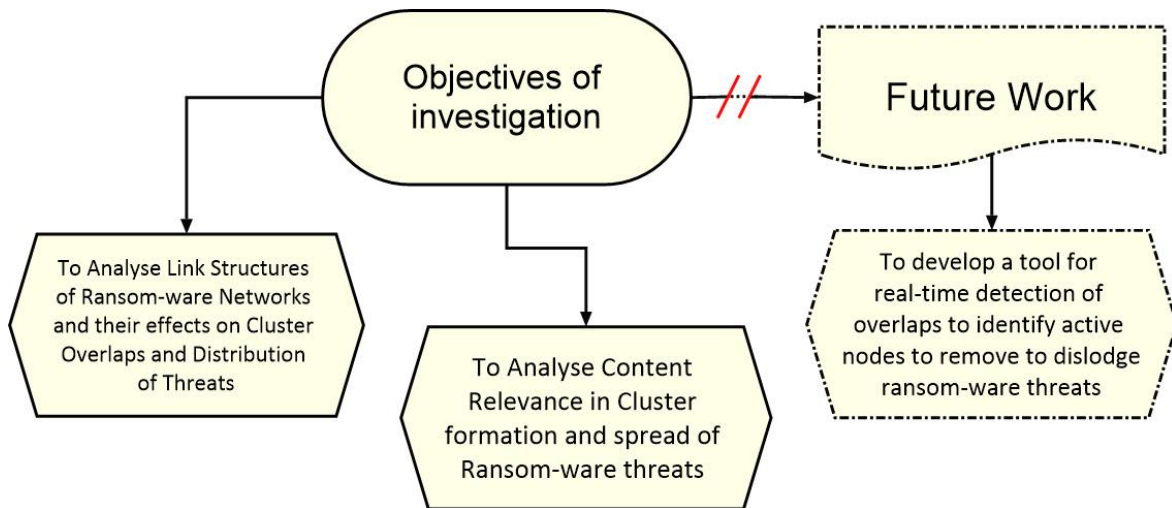 Objectives of
investigation
Future Work
To Analyse Link Structures
of Ransom-ware Networks
and their effects on Cluster
Overlaps and Distribution
of Threats
To Analyse Content
Relevance in Cluster
formation and spread of
Ransom-ware threats
To develop a tool for
real-time detection of
overlaps to identify active
nodes to remove to dislodge
ransom-ware threats